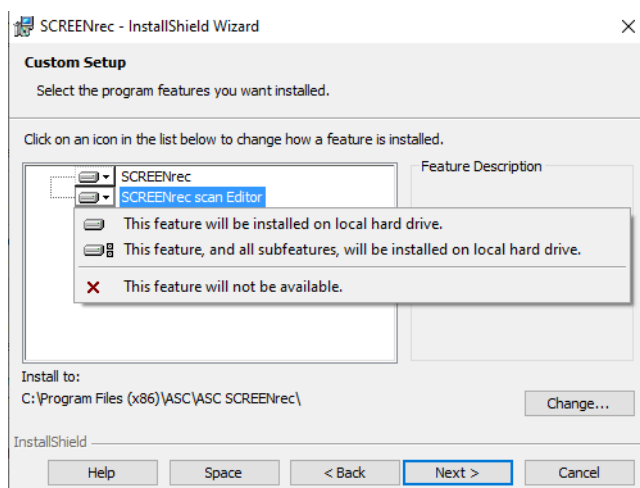 SCREENrec - InstallShield Wizard
Custom Setup
Select the program features you want installed.
Click on an icon in the list below to change how a feature is installed.
SCREENrec
Feature Description
SCREENrec scan Editor
This feature will be installed on local hard drive.
This feature, and all subfeatures, will be installed on local hard drive.
This feature will not be available.
Install to:
C:\Program Files (x86)\ASC\ASC SCREENrec\
Change...
InstallShield
Help Space < Back Next > Cancel